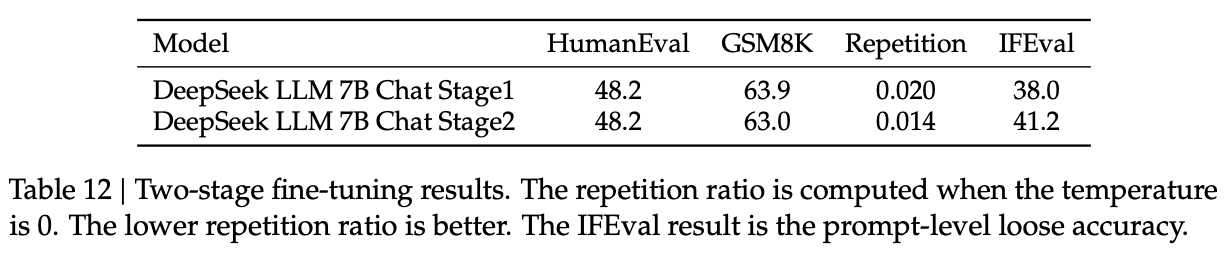 Model HumanEval GSM8K Repetition IFEval
DeepSeek LLM 7B Chat Stage1 48.2 63.9 0.020 38.0
DeepSeek LLM 7B Chat Stage2 48.2 63.0 0.014 41.2
Table 12 | Two-stage fine-tuning results. The repetition ratio is computed when the temperature
is 0. The lower repetition ratio is better. The IFEval result is the prompt-level loose accuracy.